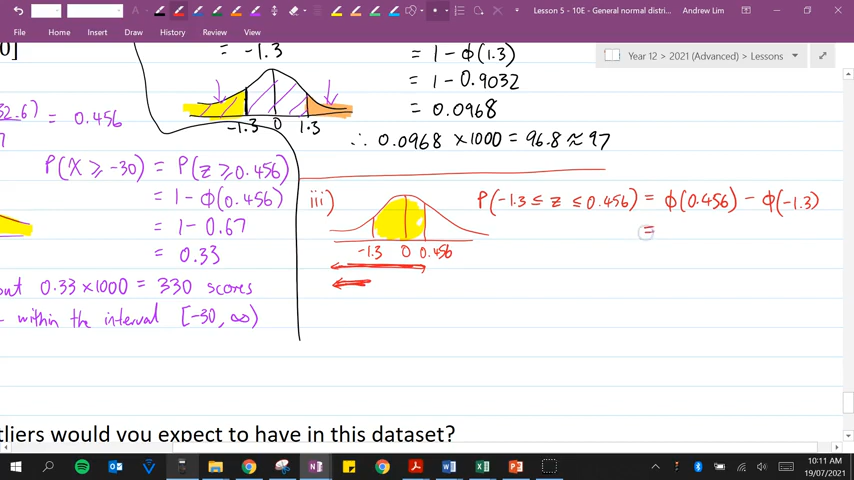 Lesson 5 - 10E - General normal distri...
Andrew Lim
File Home Insert Draw History Review View
Year 12 > 2021 (Advanced) > Lessons
0]
= -1.3
-1.3 0 1.3
= 1 - ϕ(1.3)
= 1 - 0.9032
= 0.0968
∴ 0.0968 × 1000 = 96.8 ≈ 97
32.6) = 0.456
P(X ≥ -30) = P(z ≥ 0.456)
= 1 - ϕ(0.456)
= 1 - 0.67
= 0.33
out 0.33 × 1000 = 330 scores
within the interval [-30, ∞)
iii)
-1.3 0 0.456
P(-1.3 ≤ z ≤ 0.456) = ϕ(0.456) - ϕ(-1.3)
=
tliers would you expect to have in this dataset?
10:11 AM
19/07/2021